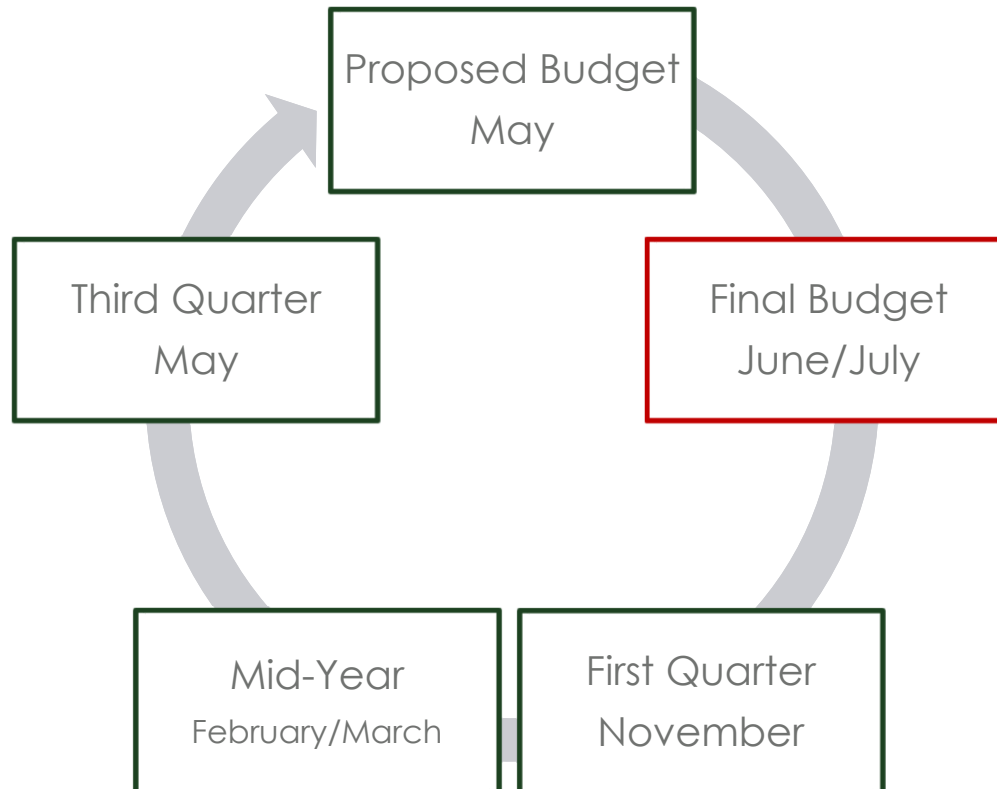 Proposed Budget
May
Final Budget
June/July
First Quarter
November
Mid-Year
February/March
Third Quarter
May